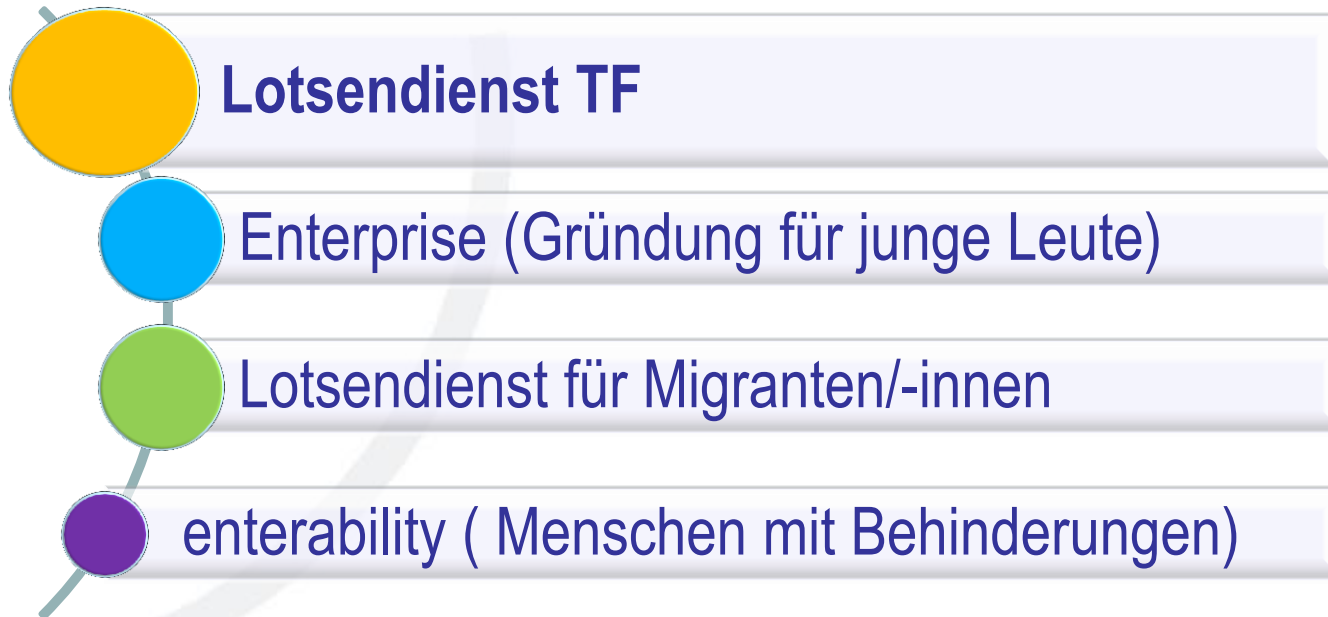 Lotsendienst TF
Enterprise (Gründung für junge Leute)
Lotsendienst für Migranten/-innen
enterability ( Menschen mit Behinderungen)